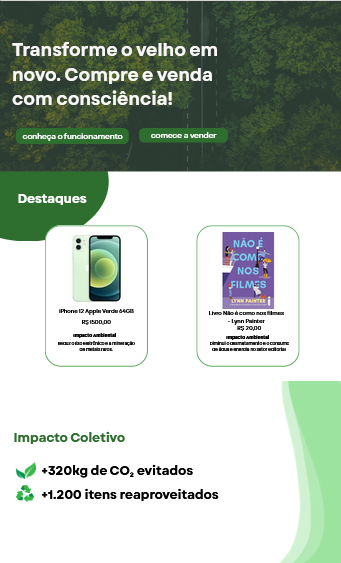 Transforme o velho em
novo. Compre e venda
com consciência!
conheça o funcionamento
comece a vender
Destaques
iPhone 12 Apple Verde 64GB
R$ 1500,00
Impacto Ambiental
Reduz o lixo eletrônico e a mineração
de metais raros.
NÃO É
COMO
NOS
FILMES
LYNN PAINTER
Livro Não é como nos filmes
- Lynn Painter
R$ 20,00
Impacto Ambiental
Diminui o desmatamento e o consumo
de água e energia no setor editorial
Impacto Coletivo
+320kg de CO₂ evitados
+1.200 itens reaproveitados